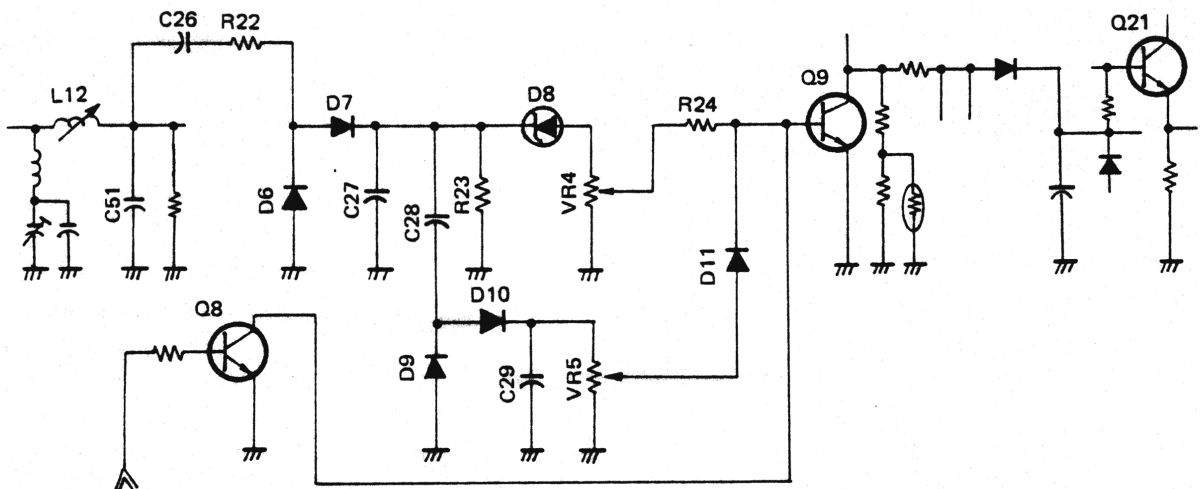 C26
R22
Q21
L12
D7
D8
Q9
R24
C51
D6
C27
C28
R23
VR4
D11
Q8
D10
D9
C29
VR5